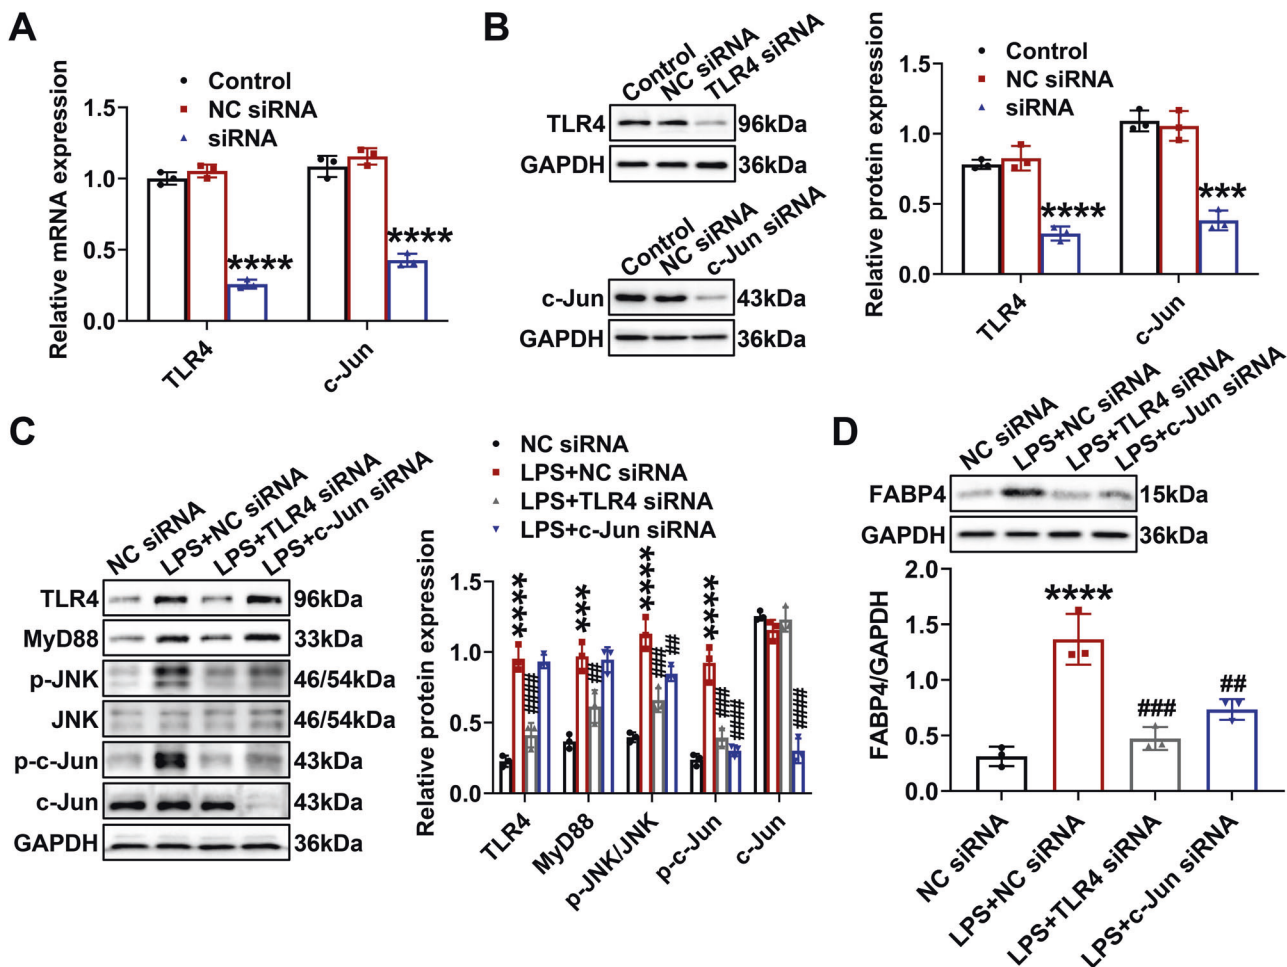 A
Relative mRNA expression
Control
NC siRNA
siRNA
1.5
1.0
0.5
0.0
****
****
TLR4
c-Jun
B
Control
NC siRNA
TLR4 siRNA
TLR4
96kDa
GAPDH
36kDa
Control
NC siRNA
c-Jun siRNA
c-Jun
43kDa
GAPDH
36kDa
Relative protein expression
Control
NC siRNA
siRNA
1.5
1.0
0.5
0.0
****
***
TLR4
c-Jun
C
NC siRNA
LPS+NC siRNA
LPS+TLR4 siRNA
LPS+c-Jun siRNA
TLR4
96kDa
MyD88
33kDa
p-JNK
46/54kDa
JNK
46/54kDa
p-c-Jun
43kDa
c-Jun
43kDa
GAPDH
36kDa
NC siRNA
LPS+NC siRNA
LPS+TLR4 siRNA
LPS+c-Jun siRNA
Relative protein expression
1.5
1.0
0.5
0.0
****
####
***
##
****
###
##
****
###
####
####
TLR4
MyD88
p-JNK/JNK
p-c-Jun
c-Jun
D
NC siRNA
LPS+NC siRNA
LPS+TLR4 siRNA
LPS+c-Jun siRNA
FABP4
15kDa
GAPDH
36kDa
FABP4/GAPDH
2.0
1.5
1.0
0.5
0.0
****
###
##
NC siRNA
LPS+NC siRNA
LPS+TLR4 siRNA
LPS+c-Jun siRNA